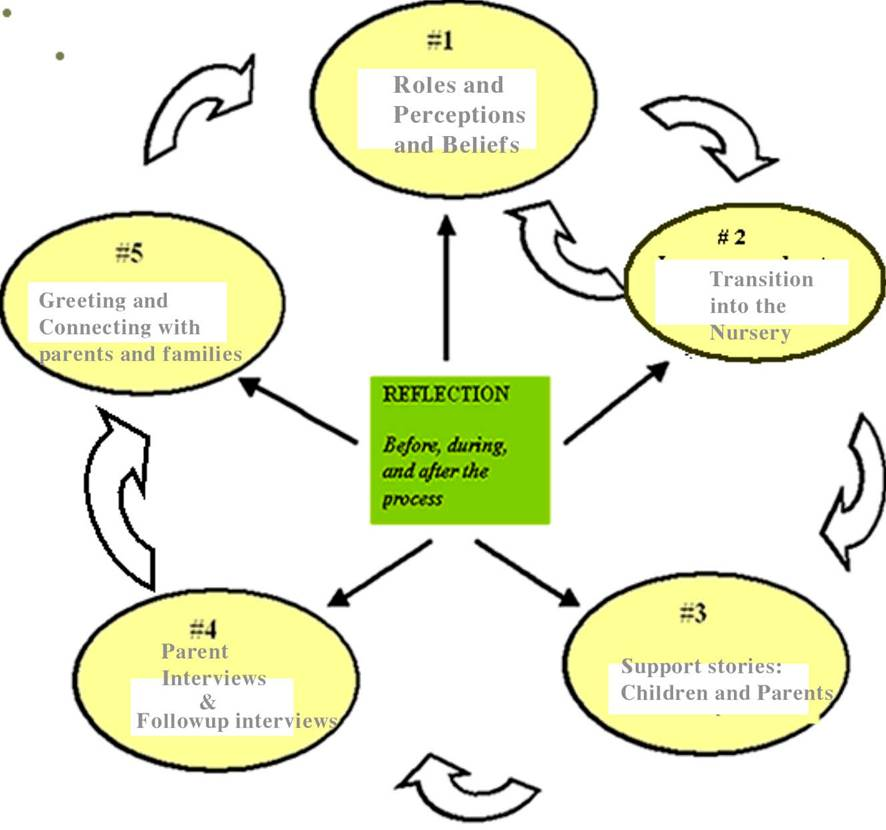 #1
Roles and
Perceptions
and Beliefs
# 2
Transition
into the
Nursery
#5
Greeting and
Connecting with
parents and families
REFLECTION
Before, during,
and after the
process
#4
Parent
Interviews
&
Followup interviews
#3
Support stories:
Children and Parents